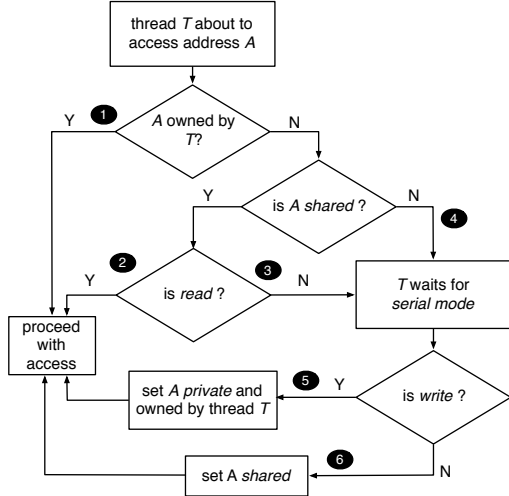 thread T about to
access address A
1
Y
A owned by
T?
N
Y
is A shared ?
N
4
2
3
Y
is read ?
N
T waits for
serial mode
proceed
with
access
set A private and
owned by thread T
5
Y
is write ?
6
N
set A shared